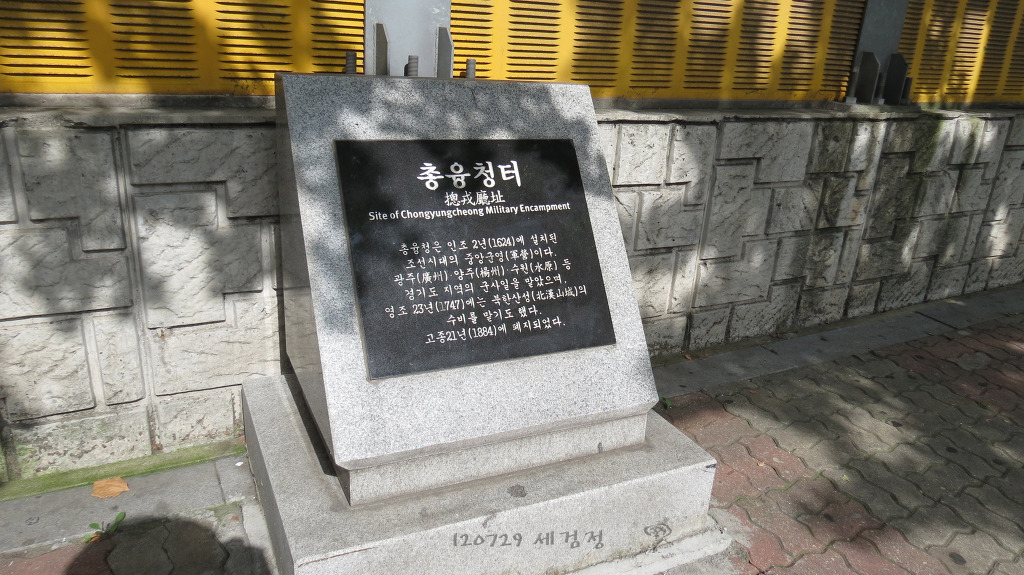 총융청터
摠戎廳址
Site of Chongyungcheong Military Encampment
총융청은 인조 2년(1624)에 설치된
조선시대의 중앙군영(軍營)이다.
광주(廣州), 양주(楊州), 수원(水原) 등
경기도 지역의 군사일을 맡았으며,
영조 23년(1747)에는 북한산성(北漢山城)의
수비를 맡기도 했다.
고종21년(1884)에 폐지되었다.
120729 세검정